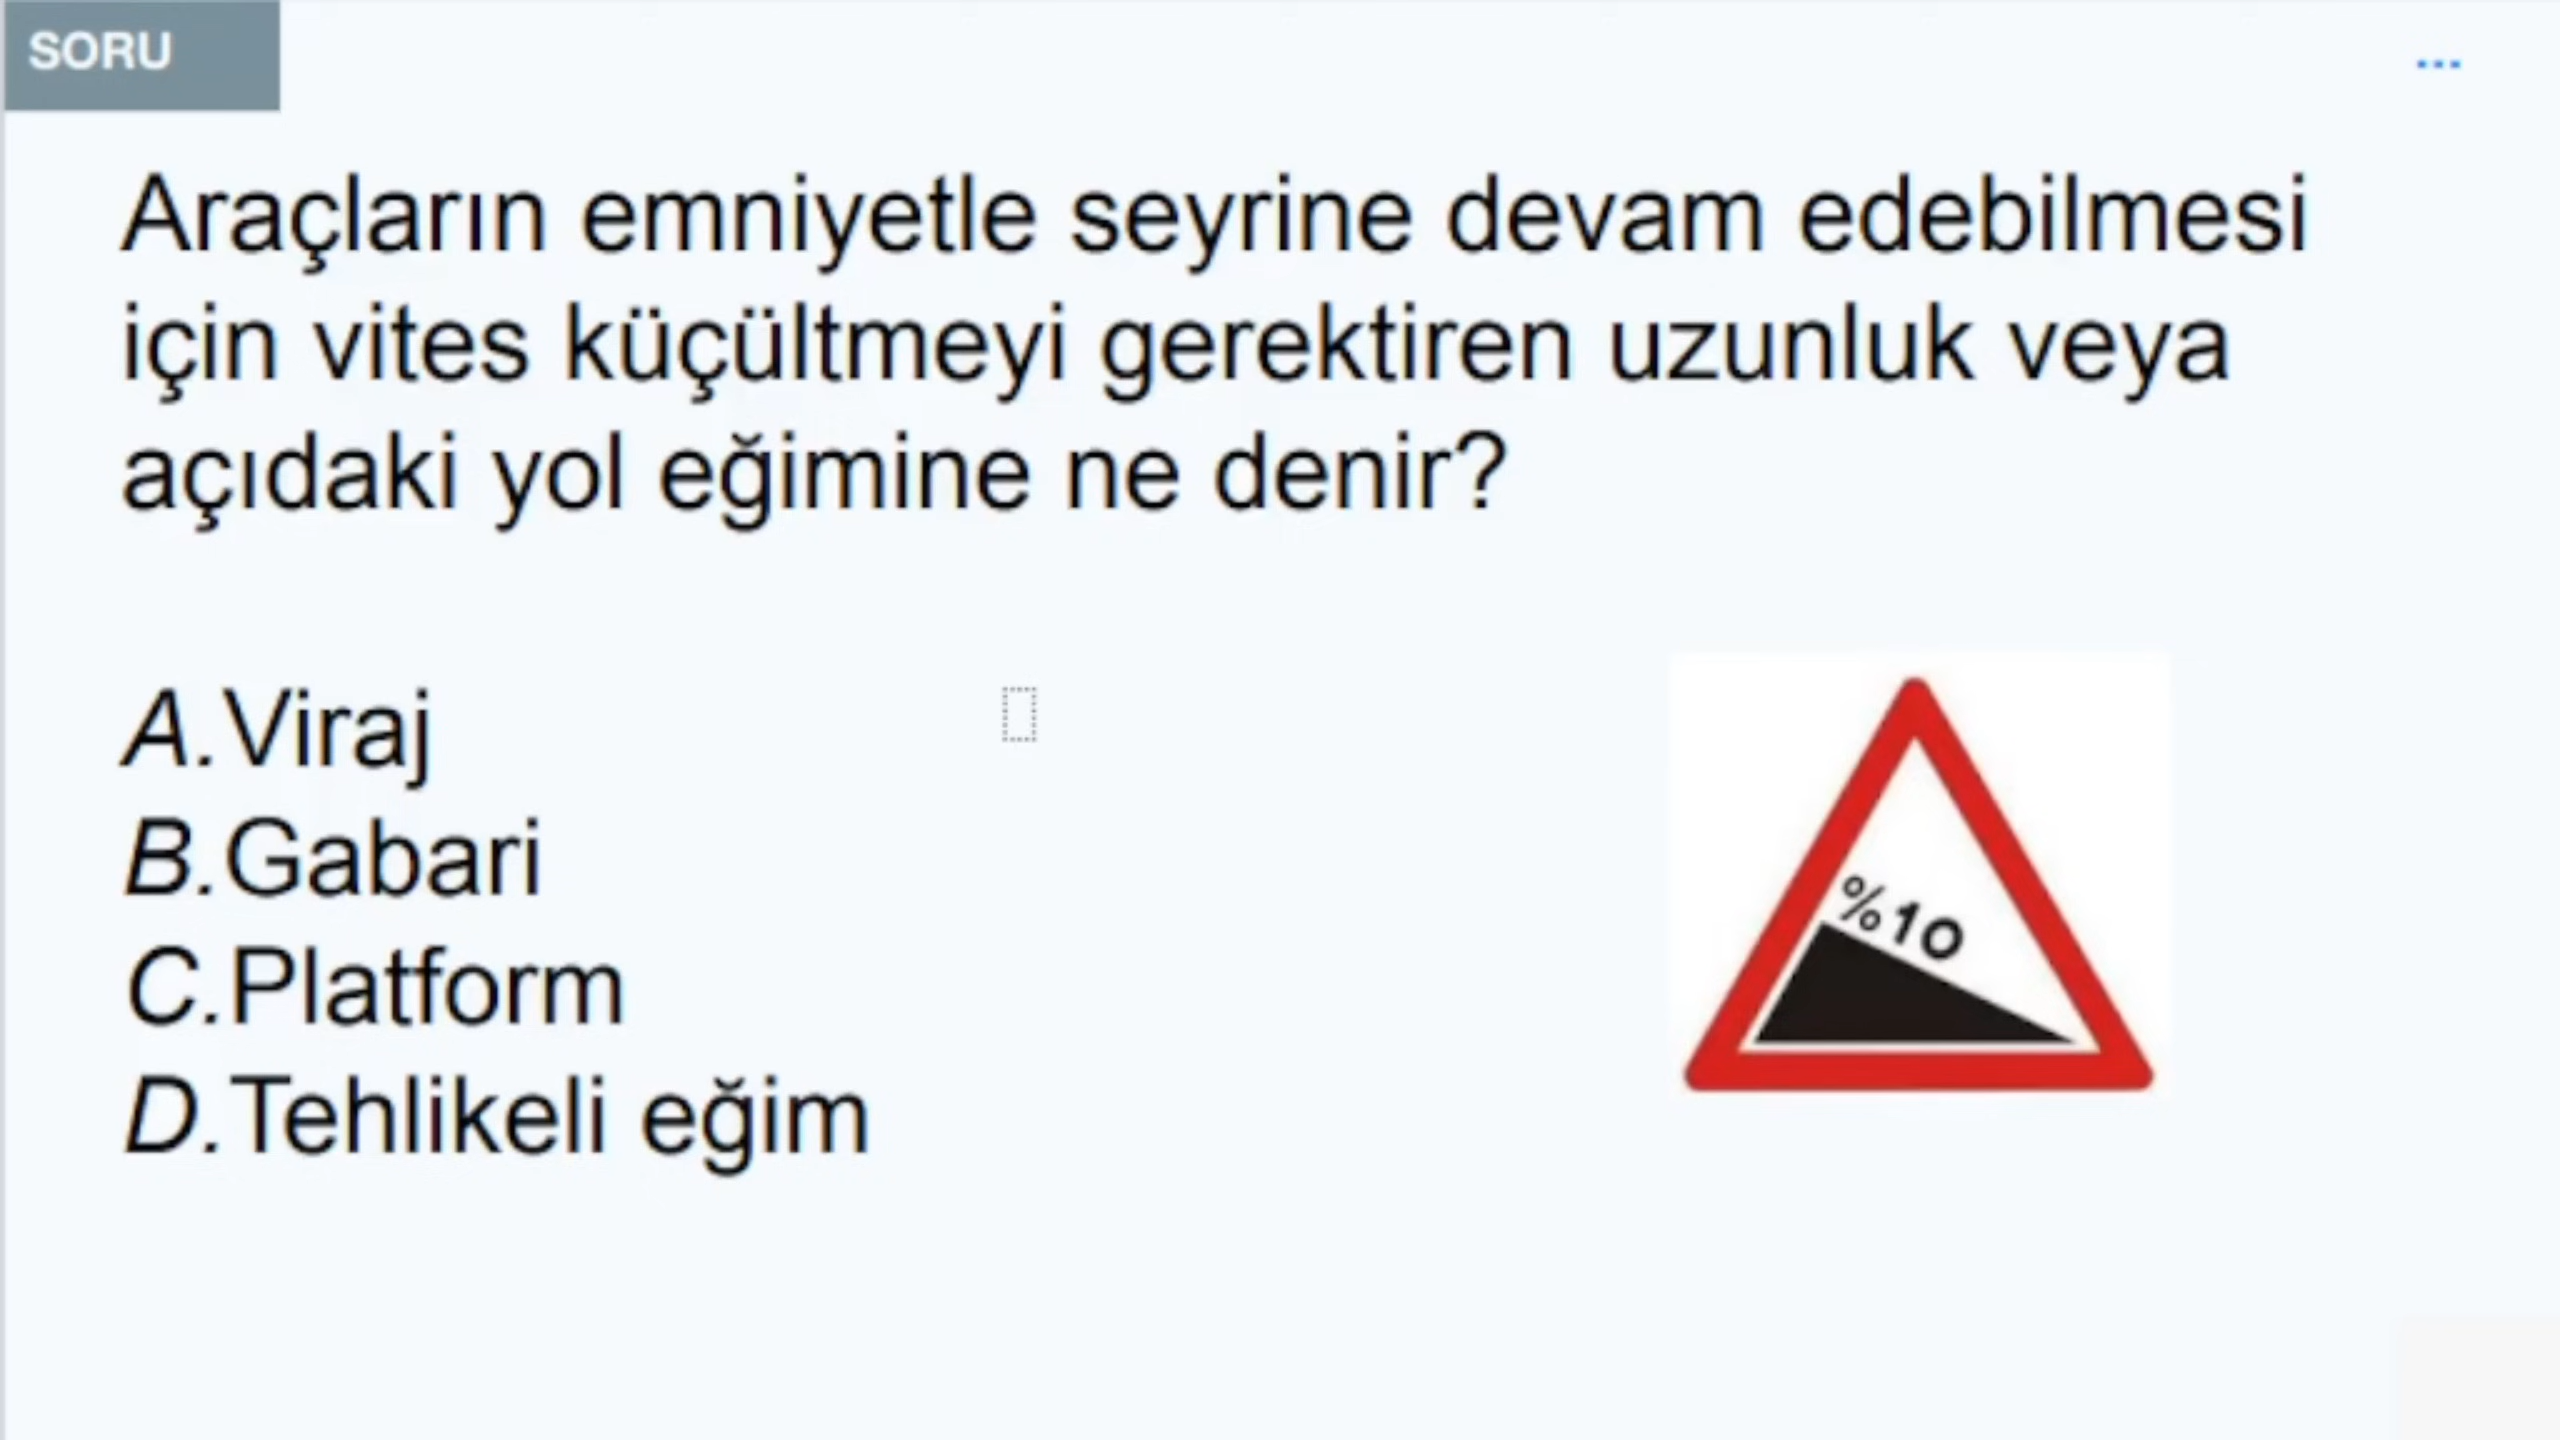 SORU
Araçların emniyetle seyrine devam edebilmesi
için vites küçültmeyi gerektiren uzunluk veya
açıdaki yol eğimine ne denir?
A.Viraj
B.Gabari
C.Platform
D.Tehlikeli eğim
%10